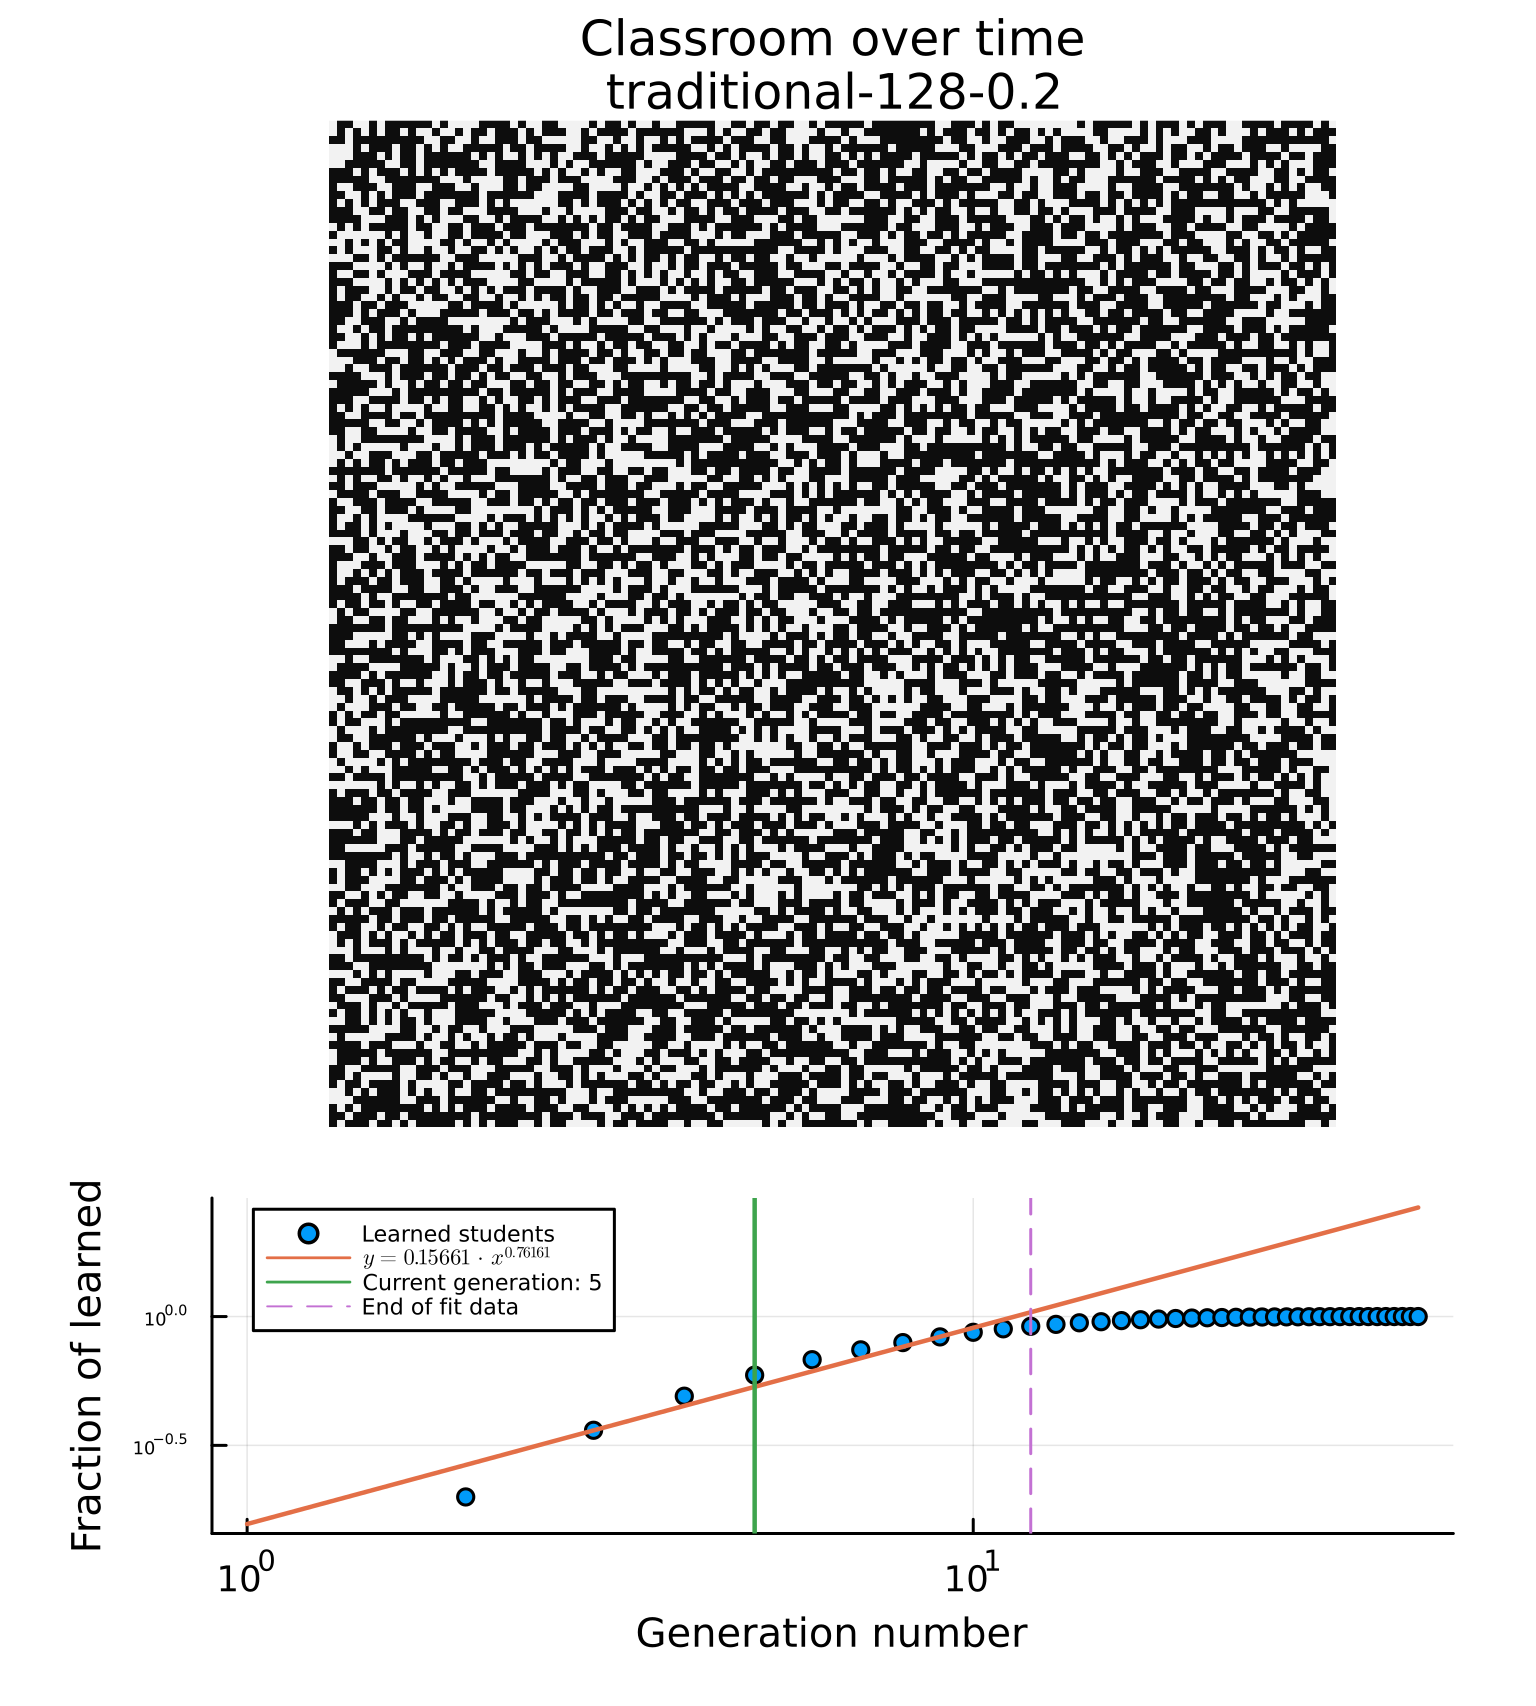 Classroom over time
traditional-128-0.2
Fraction of learned
Learned students
y = 0.15661 · x^0.76161
Current generation: 5
End of fit data
10^0.0
10^−0.5
10^0
10^1
Generation number